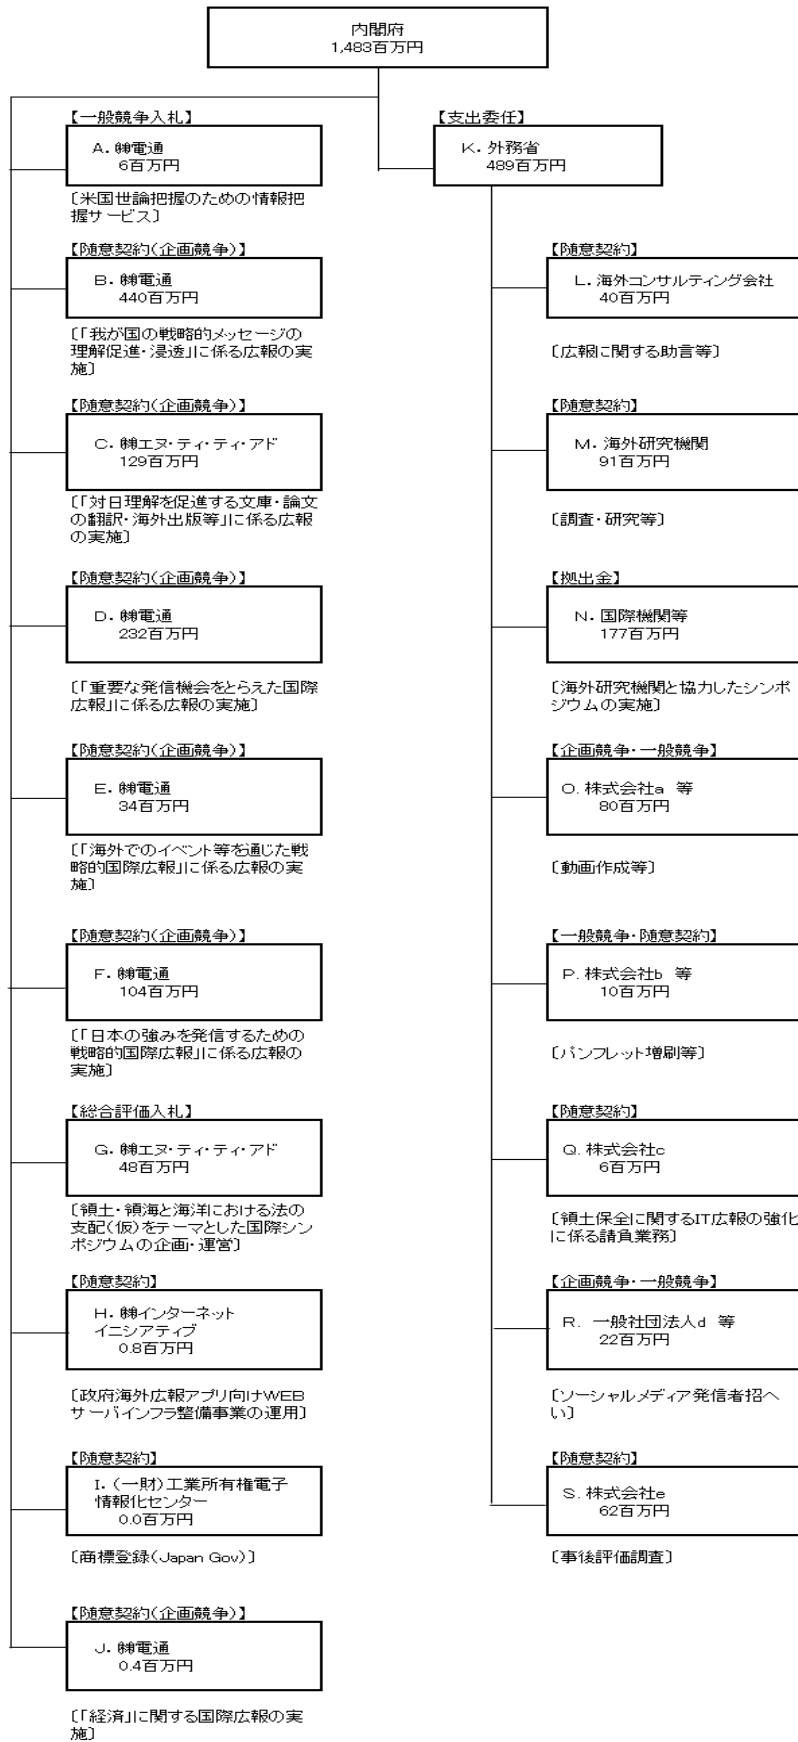 内閣府
1,483百万円
【一般競争入札】
A. ㈱電通
6百万円
〔米国世論把握のための情報把
握サービス〕
【随意契約(企画競争)】
B. ㈱電通
440百万円
〔「我が国の戦略的メッセージの
理解促進・浸透」に係る広報の実
施〕
【随意契約(企画競争)】
C. ㈱エヌ・ティ・ティ・アド
129百万円
〔「対日理解を促進する文庫・論文
の翻訳・海外出版等」に係る広報
の実施〕
【随意契約(企画競争)】
D. ㈱電通
232百万円
〔「重要な発信機会をとらえた国際
広報」に係る広報の実施〕
【随意契約(企画競争)】
E. ㈱電通
34百万円
〔「海外でのイベント等を通じた戦
略的国際広報」に係る広報の実
施〕
【随意契約(企画競争)】
F. ㈱電通
104百万円
〔「日本の強みを発信するための
戦略的国際広報」に係る広報の
実施〕
【総合評価入札】
G. ㈱エヌ・ティ・ティ・アド
48百万円
〔領土・領海と海洋における法の
支配(仮)をテーマとした国際シン
ポジウムの企画・運営〕
【随意契約】
H. ㈱インターネット
イニシアティブ
0.8百万円
〔政府海外広報アプリ向けWEB
サーバインフラ整備事業の運用〕
【随意契約】
I. (一財)工業所有権電子
情報化センター
0.0百万円
〔商標登録(Japan Gov)〕
【随意契約(企画競争)】
J. ㈱電通
0.4百万円
〔「経済」に関する国際広報の実
施〕
【支出委任】
K. 外務省
489百万円
【随意契約】
L. 海外コンサルティング会社
40百万円
〔広報に関する助言等〕
【随意契約】
M. 海外研究機関
91百万円
〔調査・研究等〕
【拠出金】
N. 国際機関等
177百万円
〔海外研究機関と協力したシンポ
ジウムの実施〕
【企画競争・一般競争】
O. 株式会社a 等
80百万円
〔動画作成等〕
【一般競争・随意契約】
P. 株式会社b 等
10百万円
〔パンフレット増刷等〕
【随意契約】
Q. 株式会社c
6百万円
〔領土保全に関するIT広報の強化
に係る請負業務〕
【企画競争・一般競争】
R. 一般社団法人d 等
22百万円
〔ソーシャルメディア発信者招へ
い〕
【随意契約】
S. 株式会社e
62百万円
〔事後評価調査〕